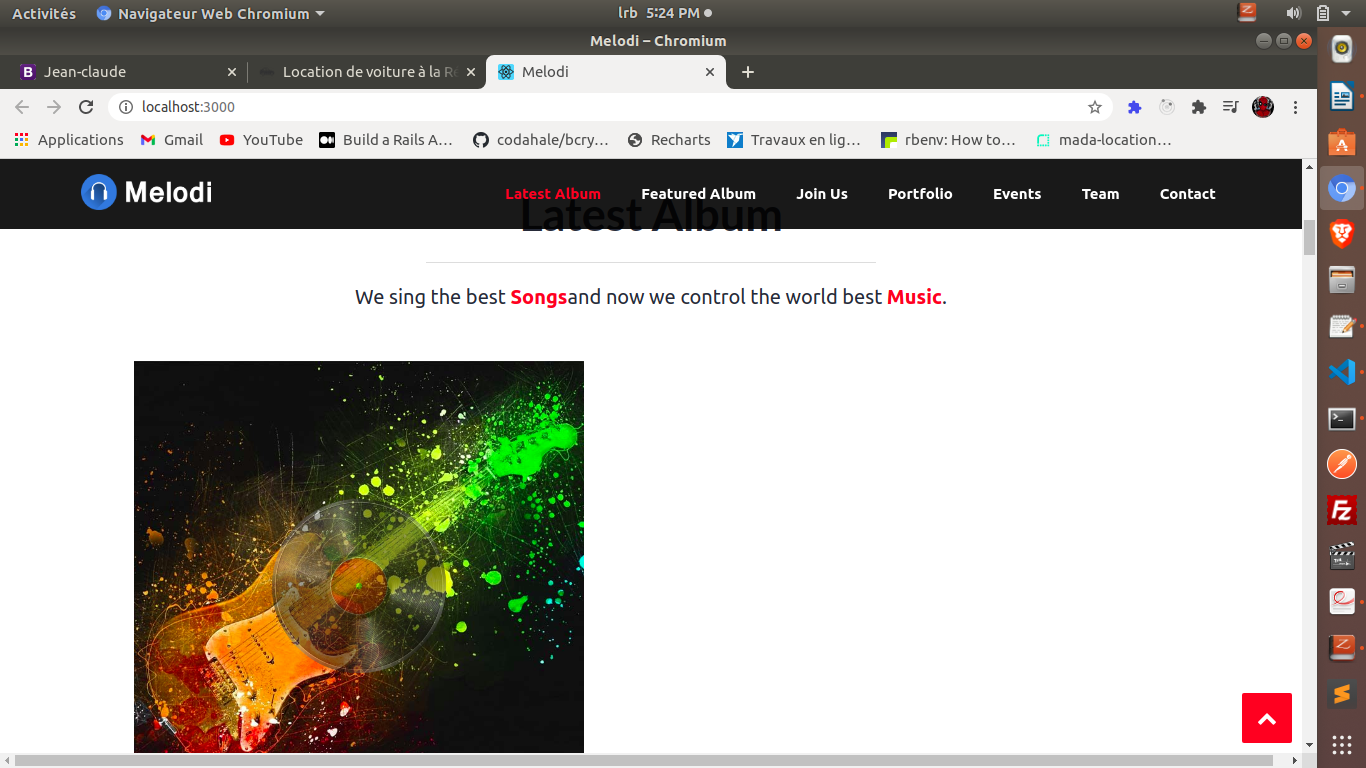 Activités Navigateur Web Chromium lrb 5:24 PM
Melodi – Chromium
Jean-claude Location de voiture à la Ré Melodi
localhost:3000
Applications Gmail YouTube Build a Rails A… codahale/bcry… Recharts Travaux en lig… rbenv: How to… mada-location…
Melodi Latest Album Featured Album Join Us Portfolio Events Team Contact
Latest Album
We sing the best Songsand now we control the world best Music.